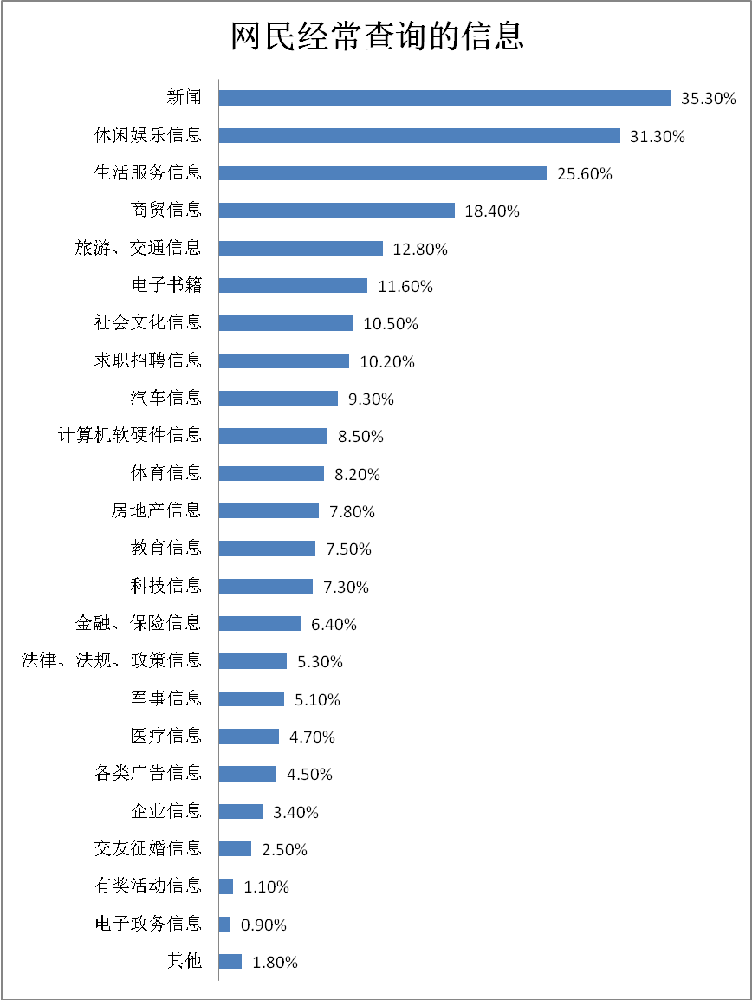 网民经常查询的信息
新闻 35.30%
休闲娱乐信息 31.30%
生活服务信息 25.60%
商贸信息 18.40%
旅游、交通信息 12.80%
电子书籍 11.60%
社会文化信息 10.50%
求职招聘信息 10.20%
汽车信息 9.30%
计算机软硬件信息 8.50%
体育信息 8.20%
房地产信息 7.80%
教育信息 7.50%
科技信息 7.30%
金融、保险信息 6.40%
法律、法规、政策信息 5.30%
军事信息 5.10%
医疗信息 4.70%
各类广告信息 4.50%
企业信息 3.40%
交友征婚信息 2.50%
有奖活动信息 1.10%
电子政务信息 0.90%
其他 1.80%